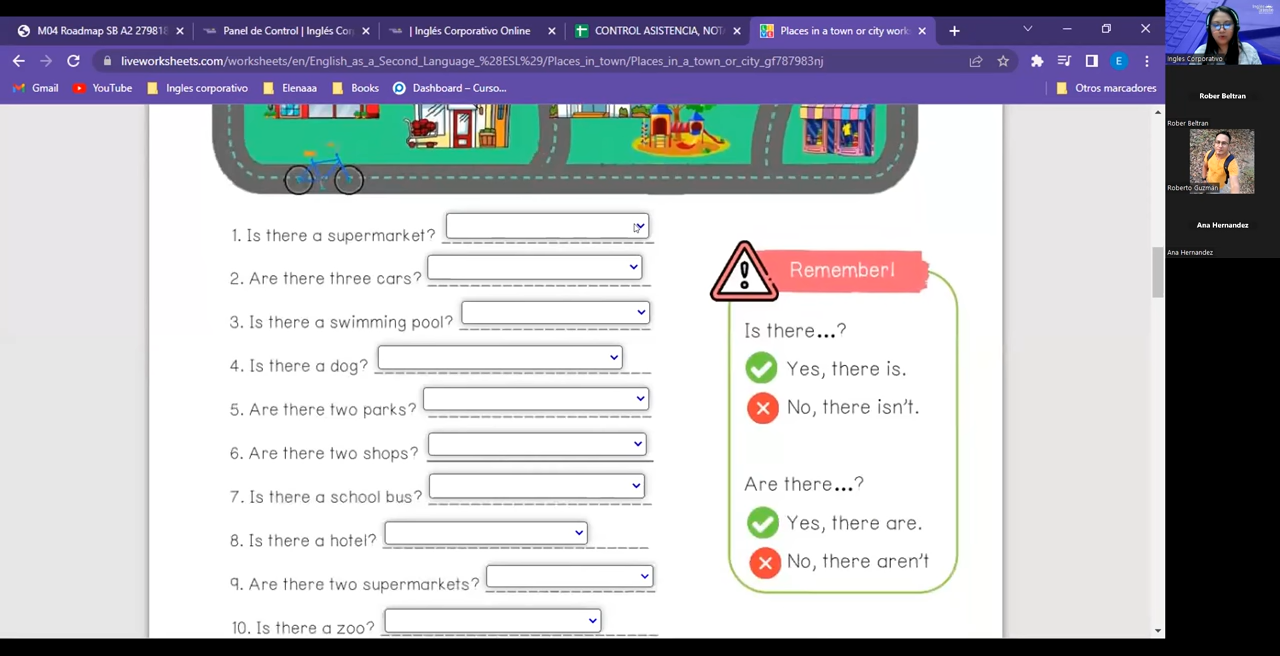 M04 Roadmap SB A2 279818
Panel de Control | Inglés Cor
| Inglés Corporativo Online
CONTROL ASISTENCIA, NOTA
Places in a town or city work
liveworksheets.com/worksheets/en/English_as_a_Second_Language_%28ESL%29/Places_in_town/Places_in_a_town_or_city_gf787983nj
E
Gmail
YouTube
Ingles corporativo
Elenaaa
Books
Dashboard – Curso...
Otros marcadores
1. Is there a supermarket?
2. Are there three cars?
3. Is there a swimming pool?
4. Is there a dog?
5. Are there two parks?
6. Are there two shops?
7. Is there a school bus?
8. Is there a hotel?
9. Are there two supermarkets?
10. Is there a zoo?
Remember!
Is there...?
Yes, there is.
No, there isn't.
Are there...?
Yes, there are.
No, there aren't
Ingles Corporativo
Rober Beltran
Rober Beltran
Roberto Guzman
Ana Hernandez
Ana Hernandez